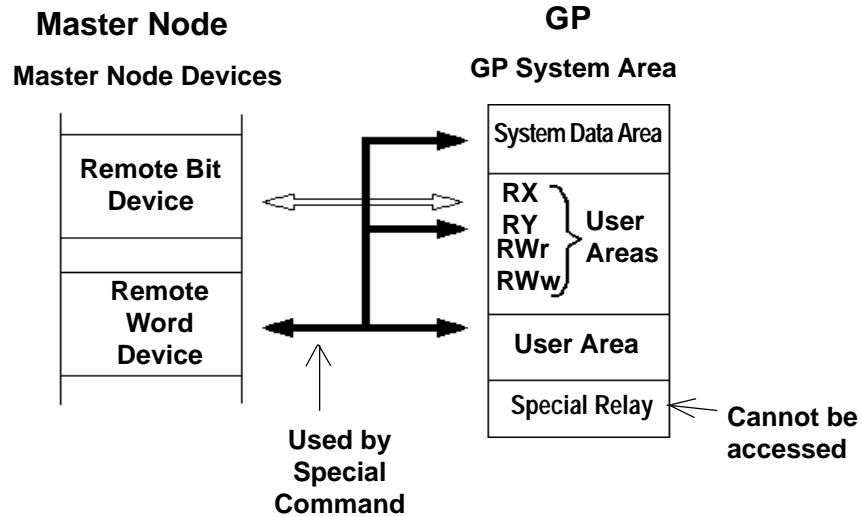 Master Node
Master Node Devices
Remote Bit
Device
Remote
Word
Device
Used by
Special
Command
GP
GP System Area
System Data Area
RX
RY
RWr
RWw
User
Areas
User Area
Special Relay
Cannot be
accessed